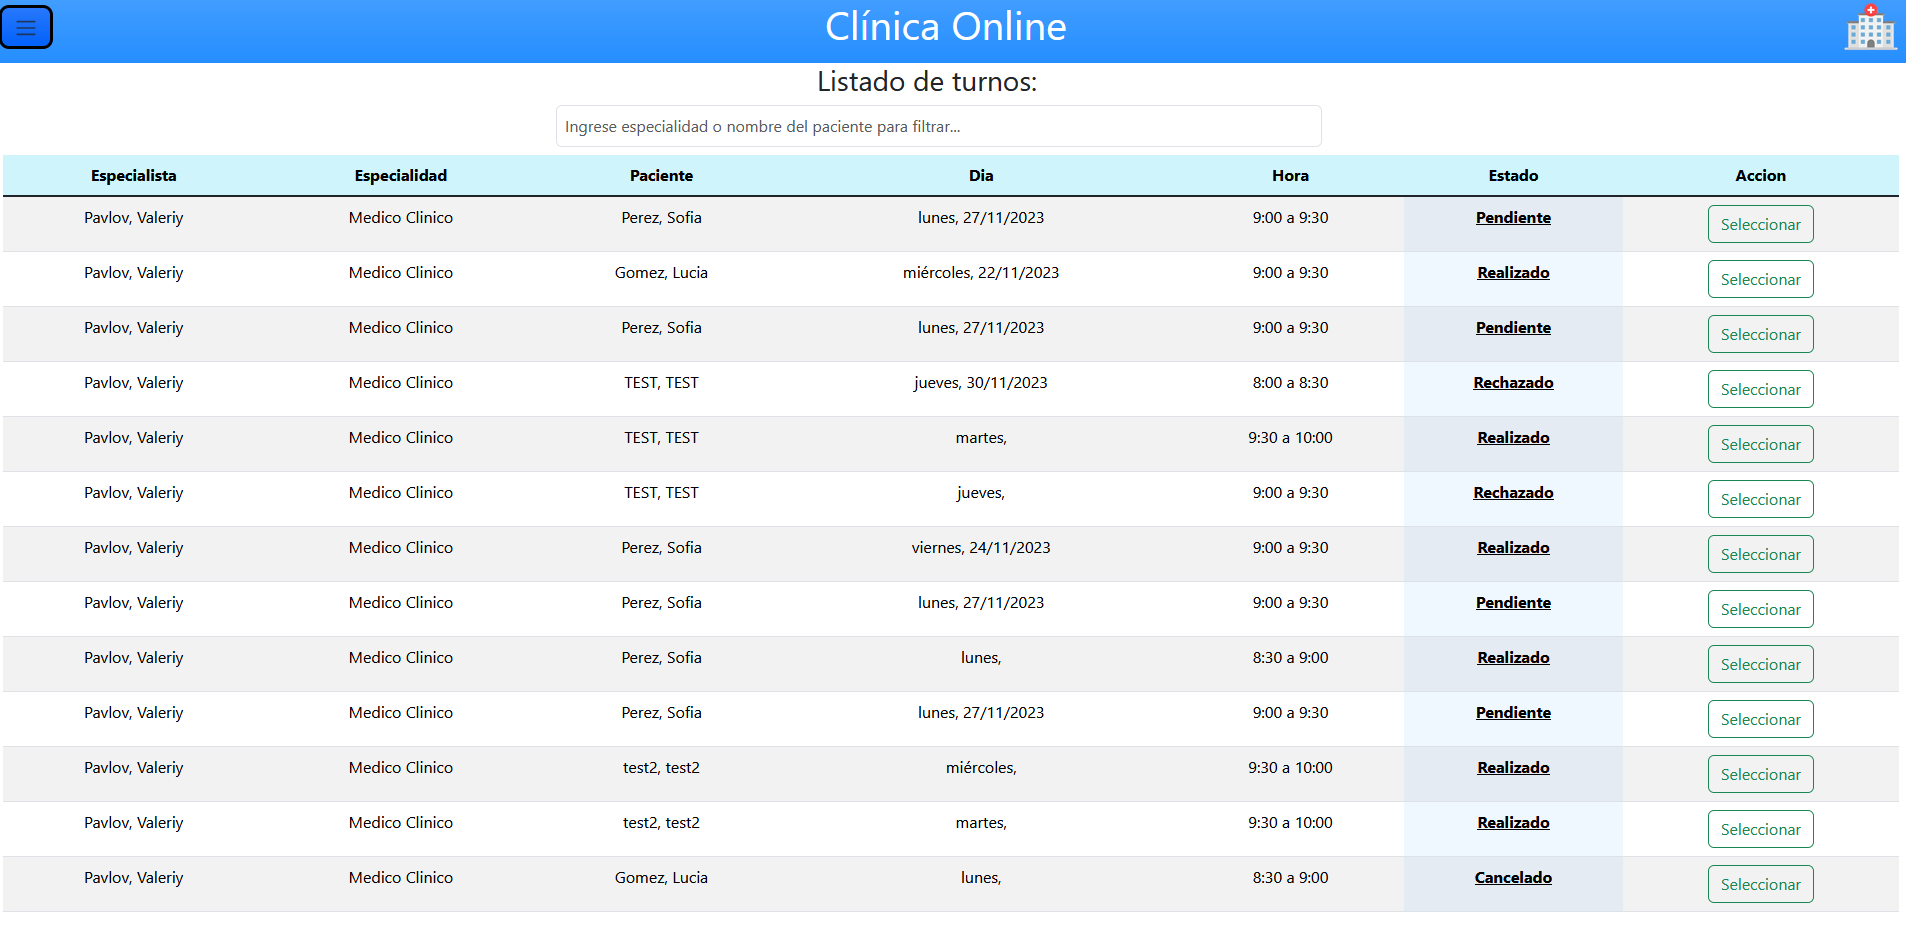 Clínica Online
Listado de turnos:
Ingrese especialidad o nombre del paciente para filtrar...
Especialista Especialidad Paciente Dia Hora Estado Accion
Pavlov, Valeriy Medico Clinico Perez, Sofia lunes, 27/11/2023 9:00 a 9:30 Pendiente Seleccionar
Pavlov, Valeriy Medico Clinico Gomez, Lucia miércoles, 22/11/2023 9:00 a 9:30 Realizado Seleccionar
Pavlov, Valeriy Medico Clinico Perez, Sofia lunes, 27/11/2023 9:00 a 9:30 Pendiente Seleccionar
Pavlov, Valeriy Medico Clinico TEST, TEST jueves, 30/11/2023 8:00 a 8:30 Rechazado Seleccionar
Pavlov, Valeriy Medico Clinico TEST, TEST martes, 9:30 a 10:00 Realizado Seleccionar
Pavlov, Valeriy Medico Clinico TEST, TEST jueves, 9:00 a 9:30 Rechazado Seleccionar
Pavlov, Valeriy Medico Clinico Perez, Sofia viernes, 24/11/2023 9:00 a 9:30 Realizado Seleccionar
Pavlov, Valeriy Medico Clinico Perez, Sofia lunes, 27/11/2023 9:00 a 9:30 Pendiente Seleccionar
Pavlov, Valeriy Medico Clinico Perez, Sofia lunes, 8:30 a 9:00 Realizado Seleccionar
Pavlov, Valeriy Medico Clinico Perez, Sofia lunes, 27/11/2023 9:00 a 9:30 Pendiente Seleccionar
Pavlov, Valeriy Medico Clinico test2, test2 miércoles, 9:30 a 10:00 Realizado Seleccionar
Pavlov, Valeriy Medico Clinico test2, test2 martes, 9:30 a 10:00 Realizado Seleccionar
Pavlov, Valeriy Medico Clinico Gomez, Lucia lunes, 8:30 a 9:00 Cancelado Seleccionar